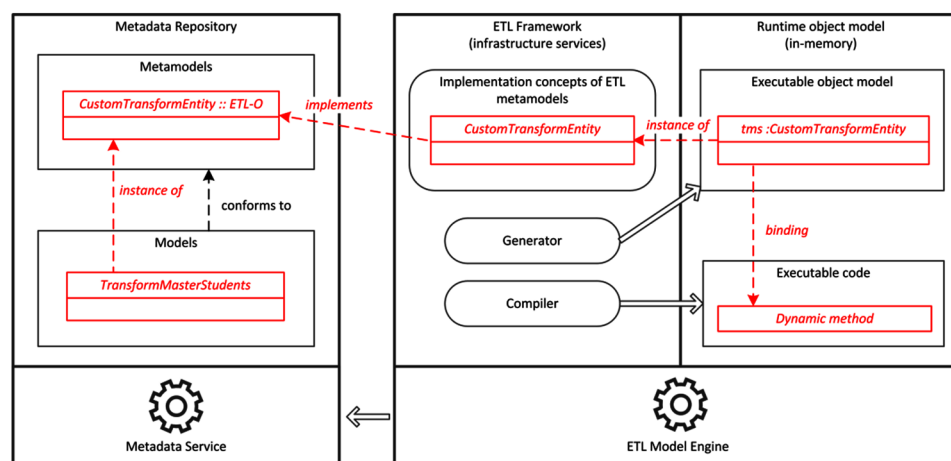 Metadata Repository
Metamodels
CustomTransformEntity :: ETL-O
instance of
conforms to
Models
TransformMasterStudents
Metadata Service
implements
ETL Framework
(infrastructure services)
Implementation concepts of ETL
metamodels
CustomTransformEntity
Generator
Compiler
instance of
Runtime object model
(in-memory)
Executable object model
tms :CustomTransformEntity
binding
Executable code
Dynamic method
ETL Model Engine